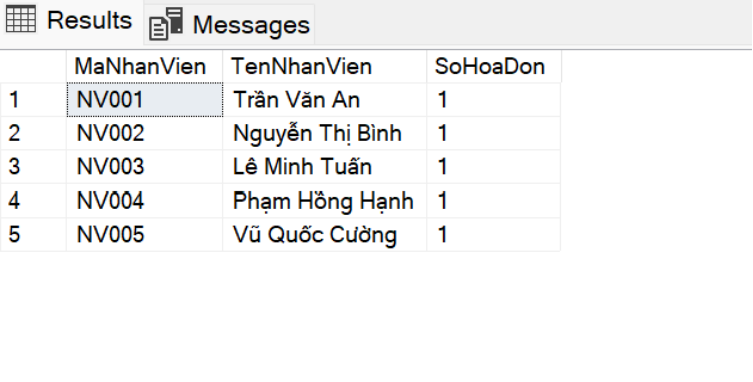 Results Messages
MaNhanVien TenNhanVien SoHoaDon
1 NV001 Trần Văn An 1
2 NV002 Nguyễn Thị Bình 1
3 NV003 Lê Minh Tuấn 1
4 NV004 Phạm Hồng Hạnh 1
5 NV005 Vũ Quốc Cường 1